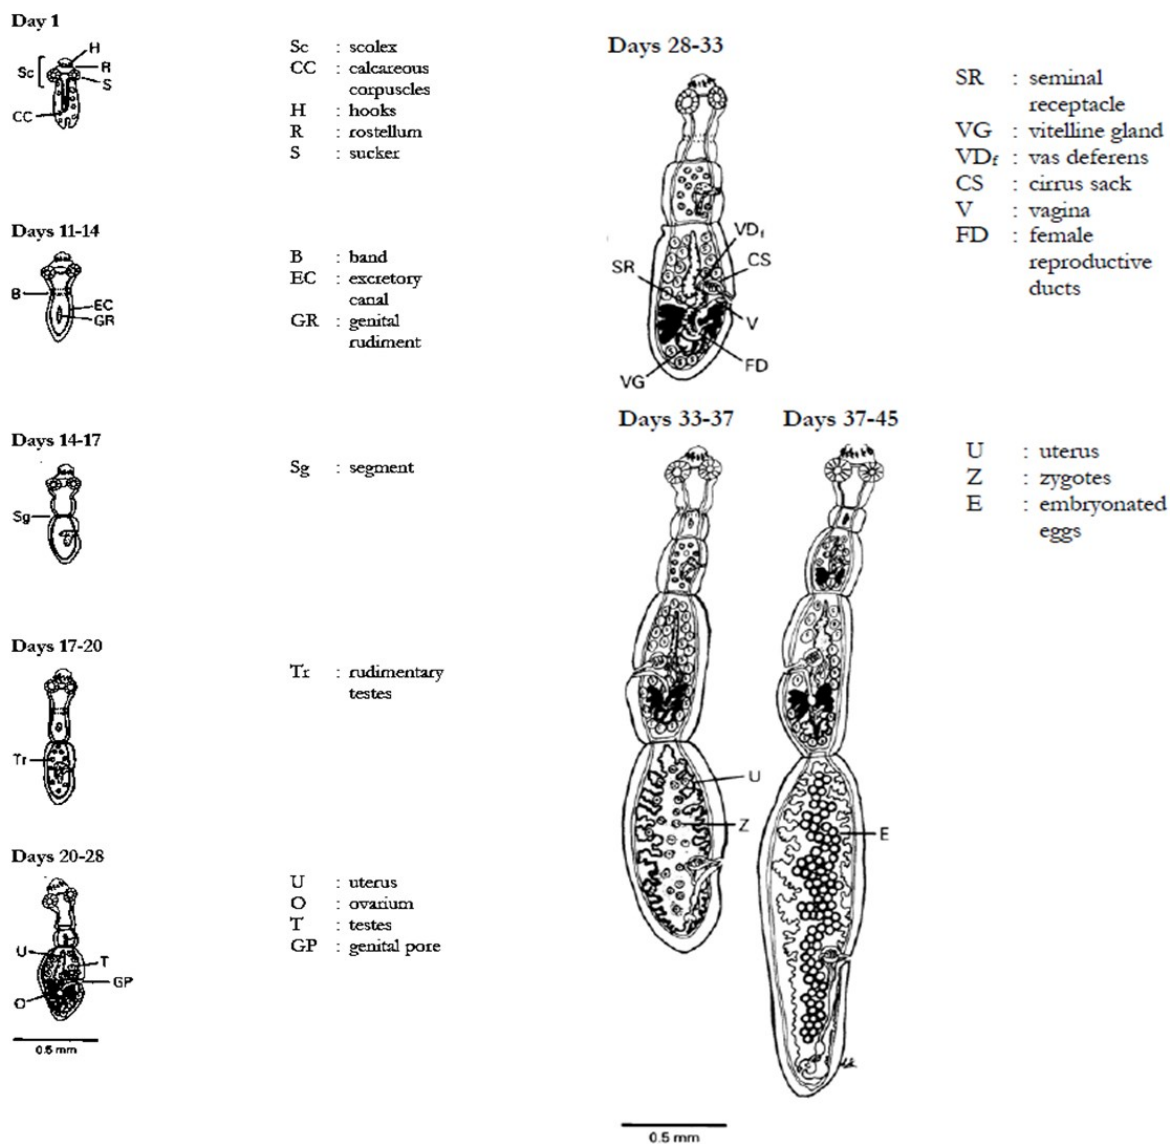 Day 1
H
Sc
R
S
CC
Sc : scolex
CC : calcareous
corpuscles
H : hooks
R : rostellum
S : sucker
Days 11-14
B
EC
GR
B : band
EC : excretory
canal
GR : genital
rudiment
Days 14-17
Sg
Sg : segment
Days 17-20
Tr
Tr : rudimentary
testes
Days 20-28
U
T
GP
O
0.5 mm
U : uterus
O : ovarium
T : testes
GP : genital pore
Days 28-33
VDf
CS
SR
V
FD
VG
SR : seminal
receptacle
VG : vitelline gland
VDf : vas deferens
CS : cirrus sack
V : vagina
FD : female
reproductive
ducts
Days 33-37
Days 37-45
U
Z
E
U : uterus
Z : zygotes
E : embryonated
eggs
0.5 mm